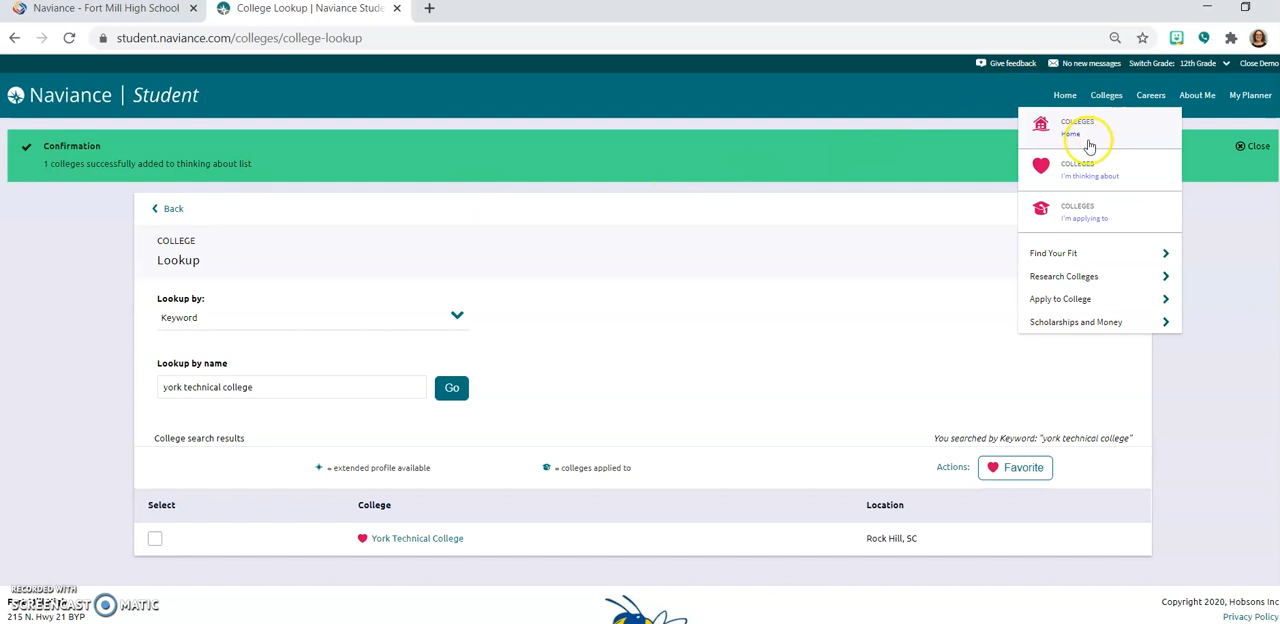 Naviance - Fort Mill High School
College Lookup | Naviance Stude
student.naviance.com/colleges/college-lookup
Give feedback No new messages Switch Grade: 12th Grade Close Demo
Naviance | Student
Home Colleges Careers About Me My Planner
Confirmation
1 colleges successfully added to thinking about list
Close
COLLEGES
Home
COLLEGES
I'm thinking about
COLLEGES
I'm applying to
Find Your Fit
Research Colleges
Apply to College
Scholarships and Money
Back
COLLEGE
Lookup
Lookup by:
Keyword
Lookup by name
york technical college
Go
College search results
You searched by Keyword: "york technical college"
= extended profile available
= colleges applied to
Actions: Favorite
Select College Location
York Technical College Rock Hill, SC
RECORDED WITH
SCREENCAST MATIC
215 N. Hwy 21 BYP
Copyright 2020, Hobsons Inc
Privacy Policy